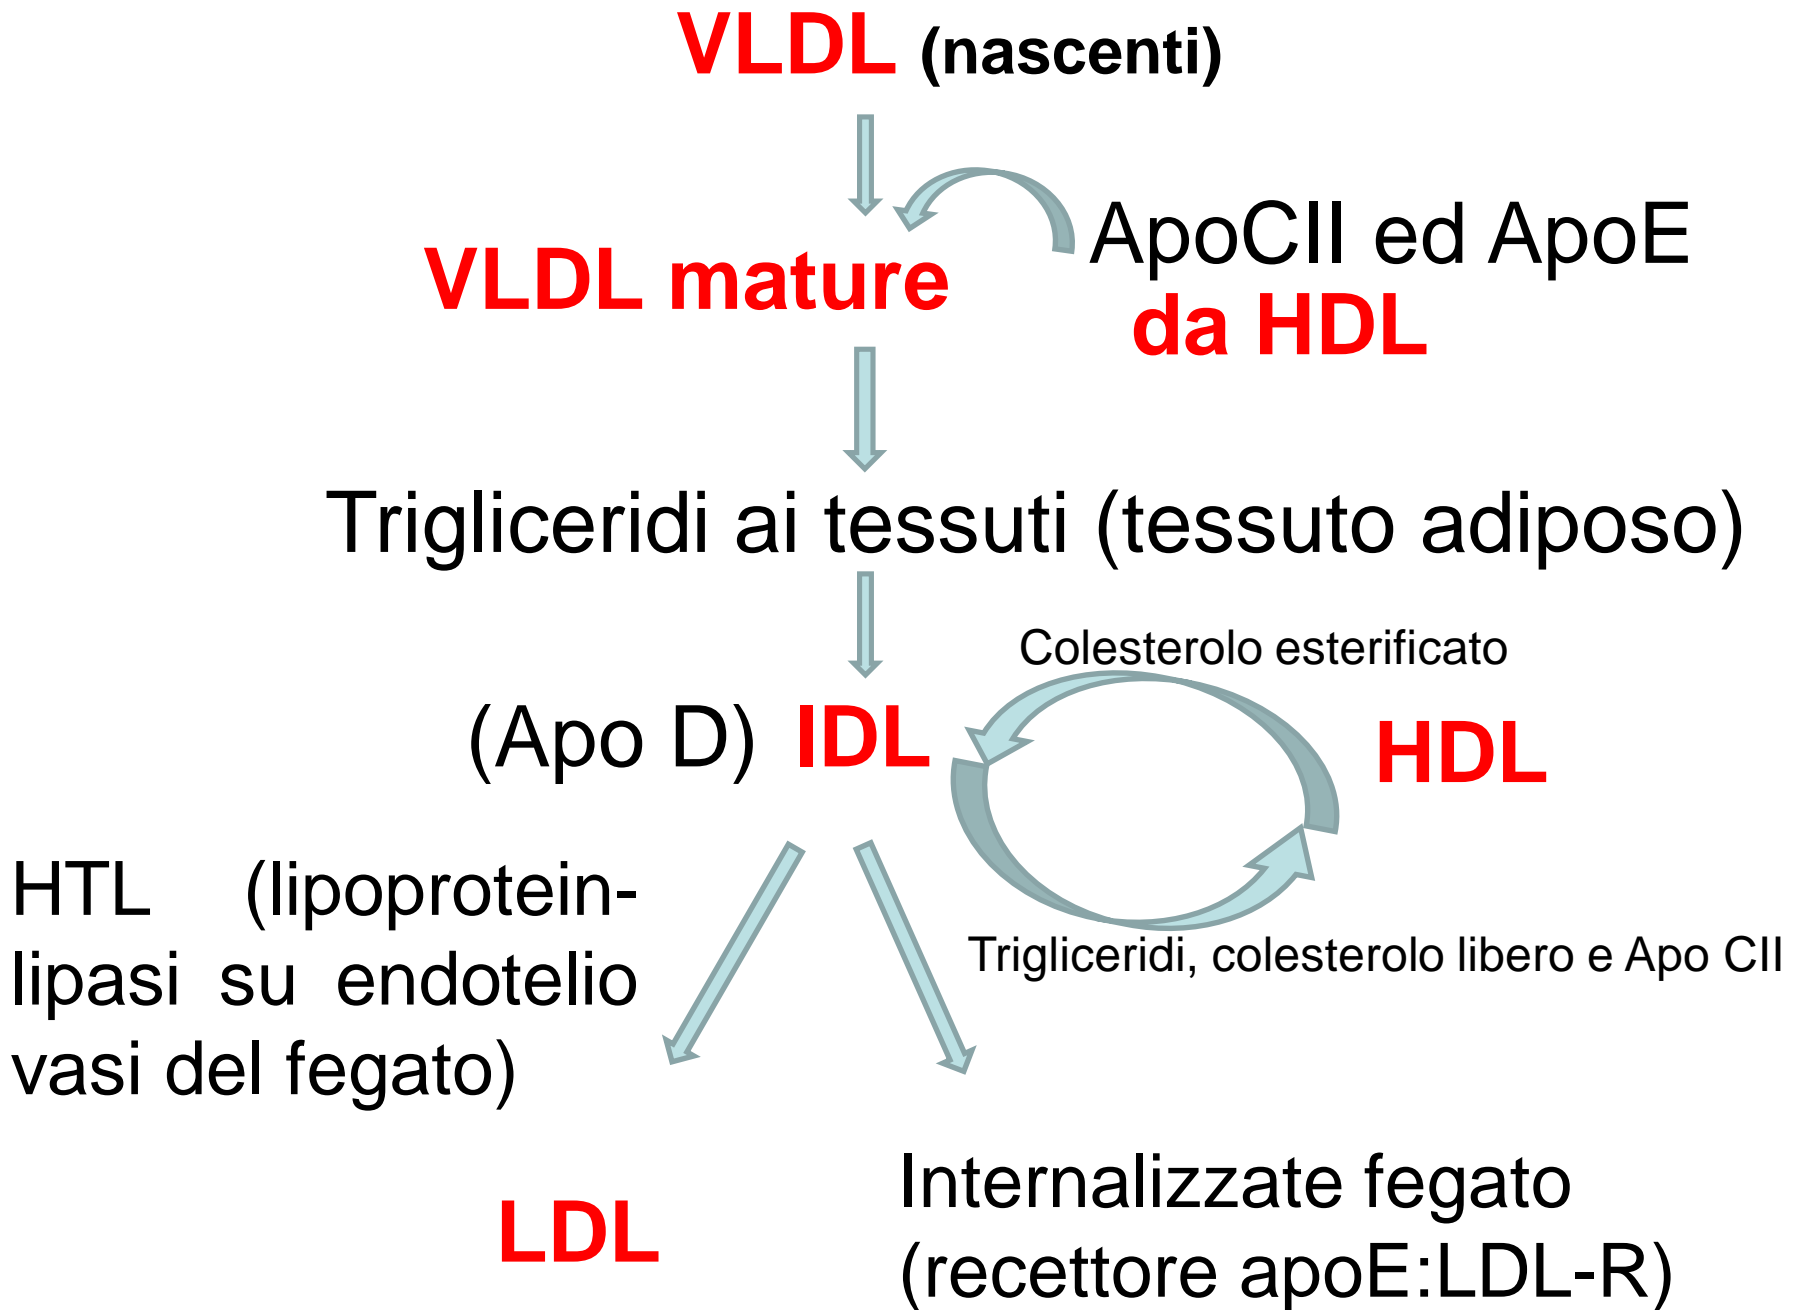 VLDL (nascenti)
ApoCII ed ApoE
VLDL mature
da HDL
Trigliceridi ai tessuti (tessuto adiposo)
Colesterolo esterificato
(Apo D) IDL
HDL
HTL (lipoprotein-
lipasi su endotelio
vasi del fegato)
Trigliceridi, colesterolo libero e Apo CII
LDL
Internalizzate fegato
(recettore apoE:LDL-R)